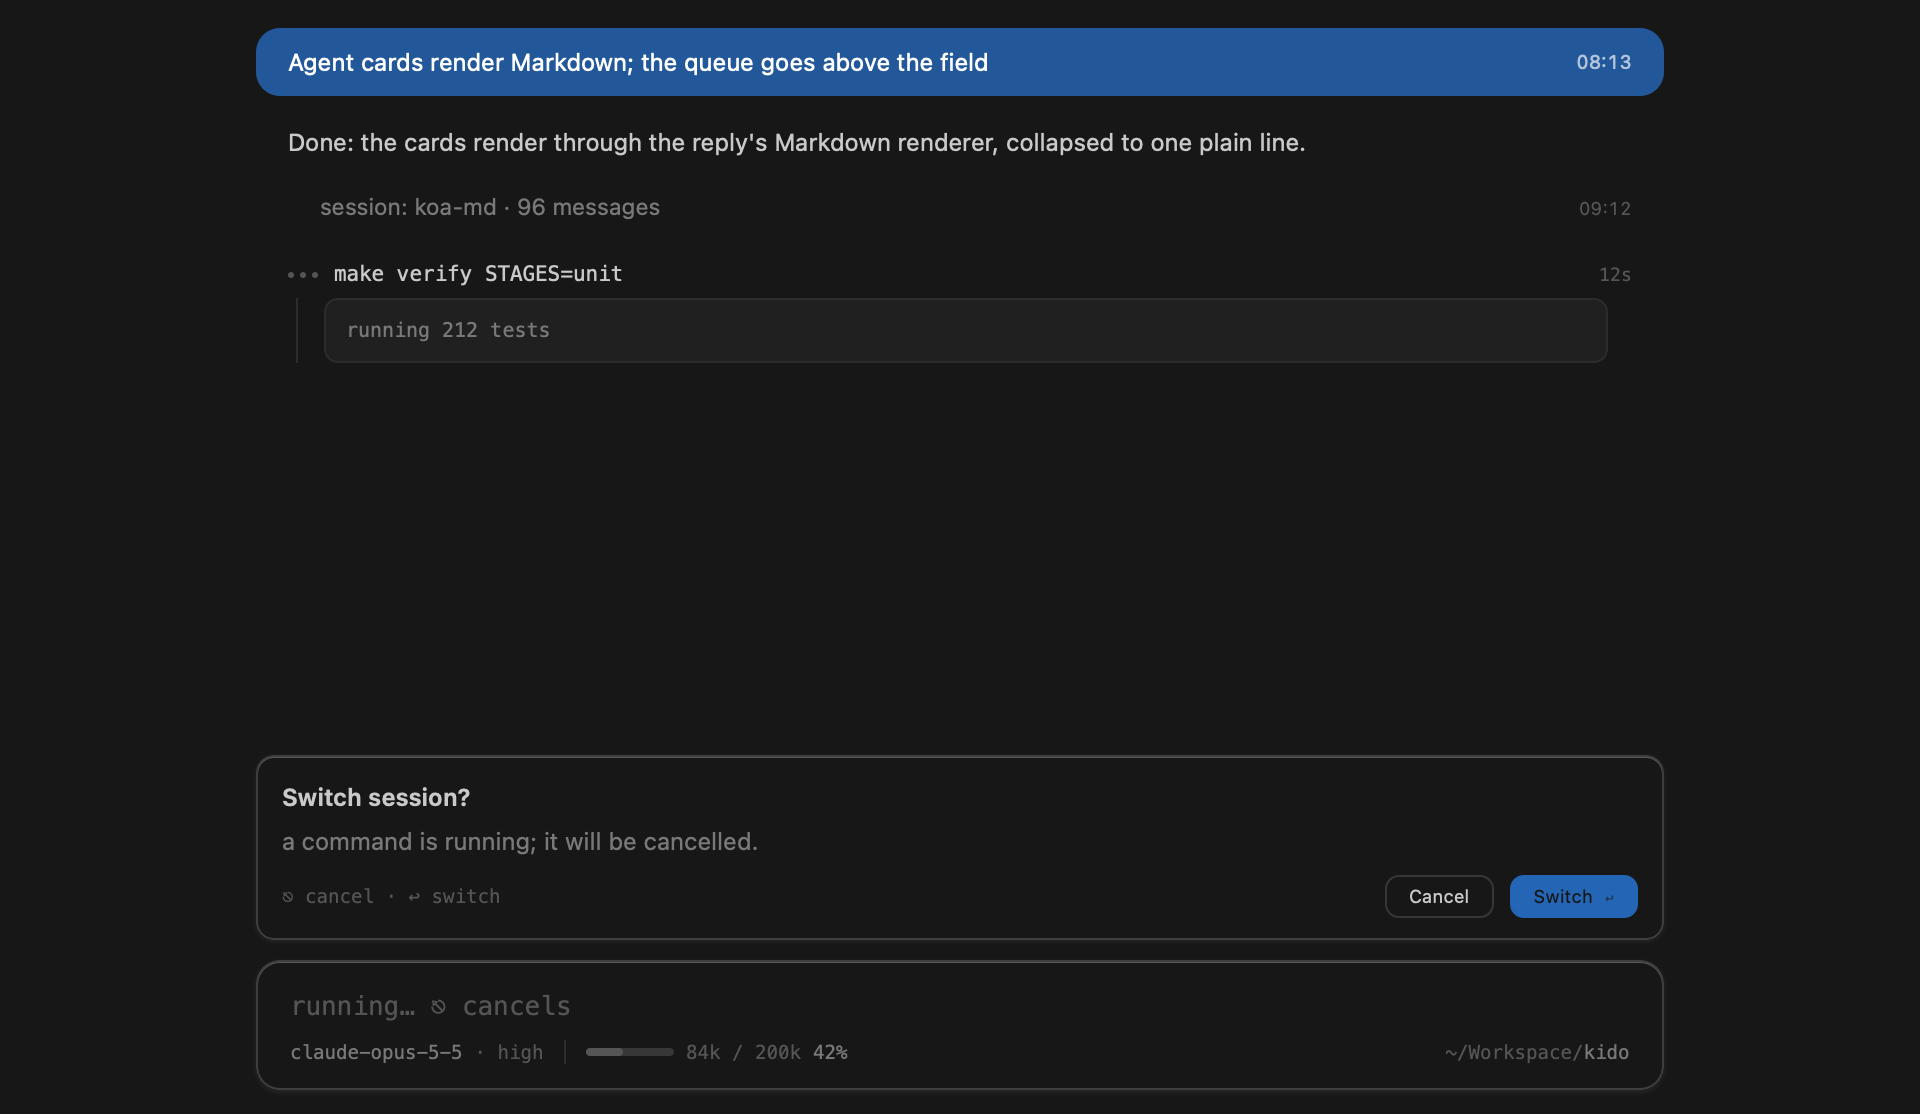 Agent cards render Markdown; the queue goes above the field 08:13
Done: the cards render through the reply's Markdown renderer, collapsed to one plain line.
session: koa-md · 96 messages 09:12
make verify STAGES=unit 12s
running 212 tests
Switch session?
a command is running; it will be cancelled.
⎋ cancel · ↩ switch
Cancel
Switch ↩
running… ⎋ cancels
claude-opus-5-5 · high 84k / 200k 42% ~/Workspace/kido